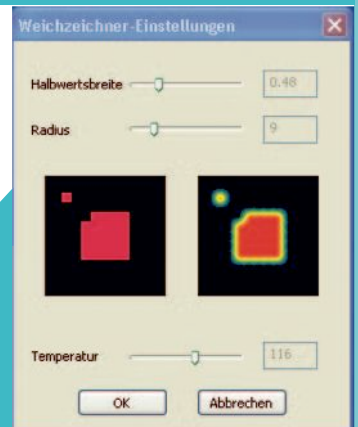 Weichzeichner-Einstellungen
Halbwertsbreite 0.48
Radius 9
Temperatur 116
OK Abbrechen